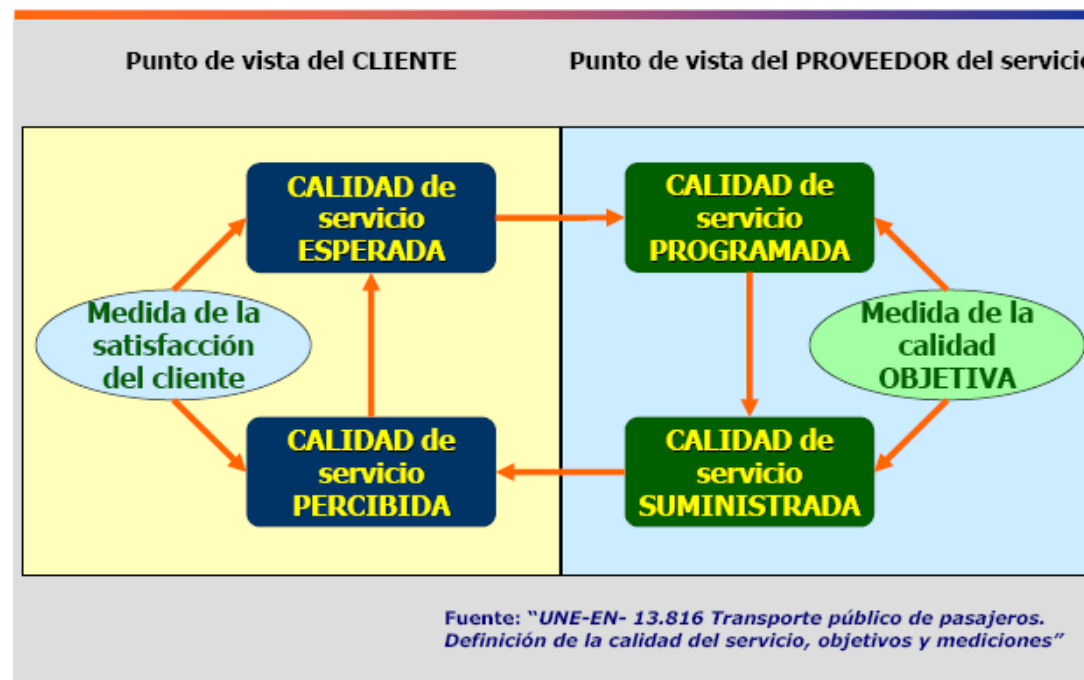 Punto de vista del CLIENTE
Punto de vista del PROVEEDOR del servicio
CALIDAD de
servicio
ESPERADA
CALIDAD de
servicio
PROGRAMADA
Medida de la
satisfacción
del cliente
Medida de la
calidad
OBJETIVA
CALIDAD de
servicio
PERCIBIDA
CALIDAD de
servicio
SUMINISTRADA
Fuente: “UNE-EN- 13.816 Transporte público de pasajeros.
Definición de la calidad del servicio, objetivos y mediciones”